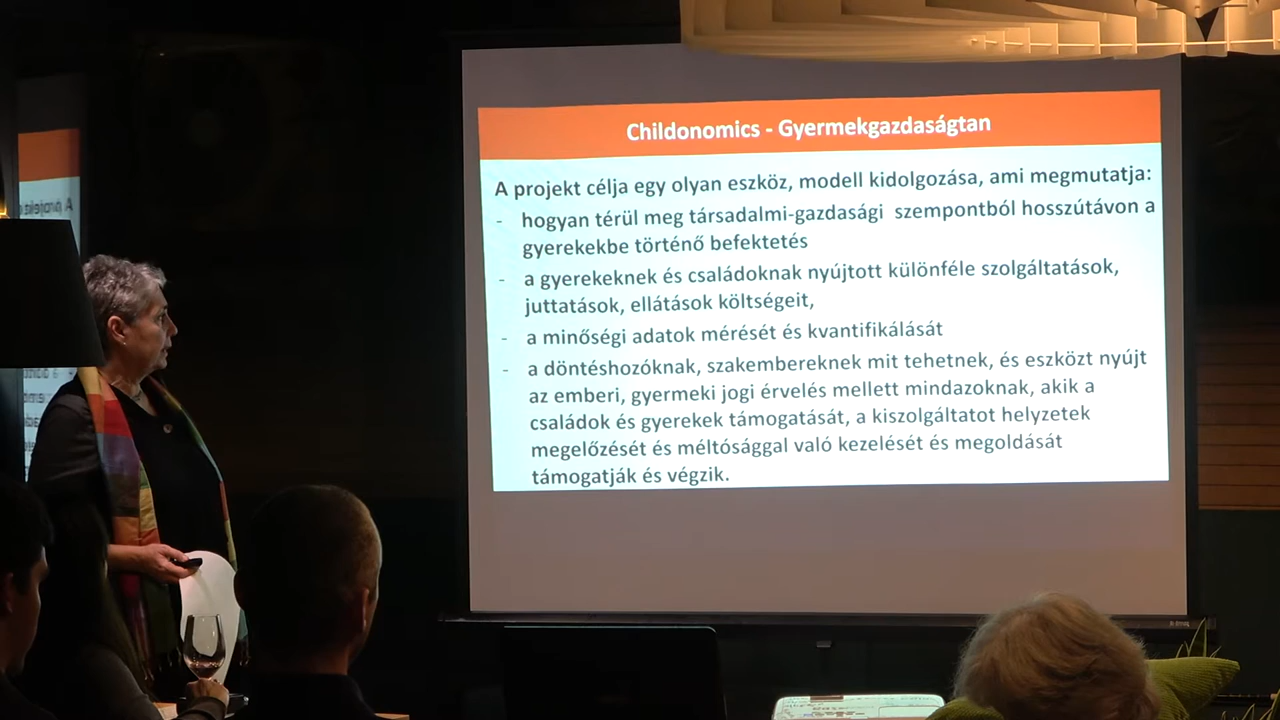 Childonomics - Gyermekgazdaságtan
A projekt célja egy olyan eszköz, modell kidolgozása, ami megmutatja:
- hogyan térül meg társadalmi-gazdasági szempontból hosszútávon a
gyerekekbe történő befektetés
- a gyerekeknek és családoknak nyújtott különféle szolgáltatások,
juttatások, ellátások költségeit,
- a minőségi adatok mérését és kvantifikálását
- a döntéshozóknak, szakembereknek mit tehetnek, és eszközt nyújt
az emberi, gyermeki jogi érvelés mellett mindazoknak, akik a
családok és gyerekek támogatását, a kiszolgáltatot helyzetek
megelőzését és méltósággal való kezelését és megoldását
támogatják és végzik.